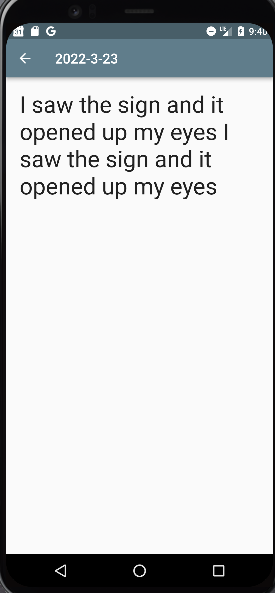 9:40
2022-3-23
I saw the sign and it
opened up my eyes I
saw the sign and it
opened up my eyes